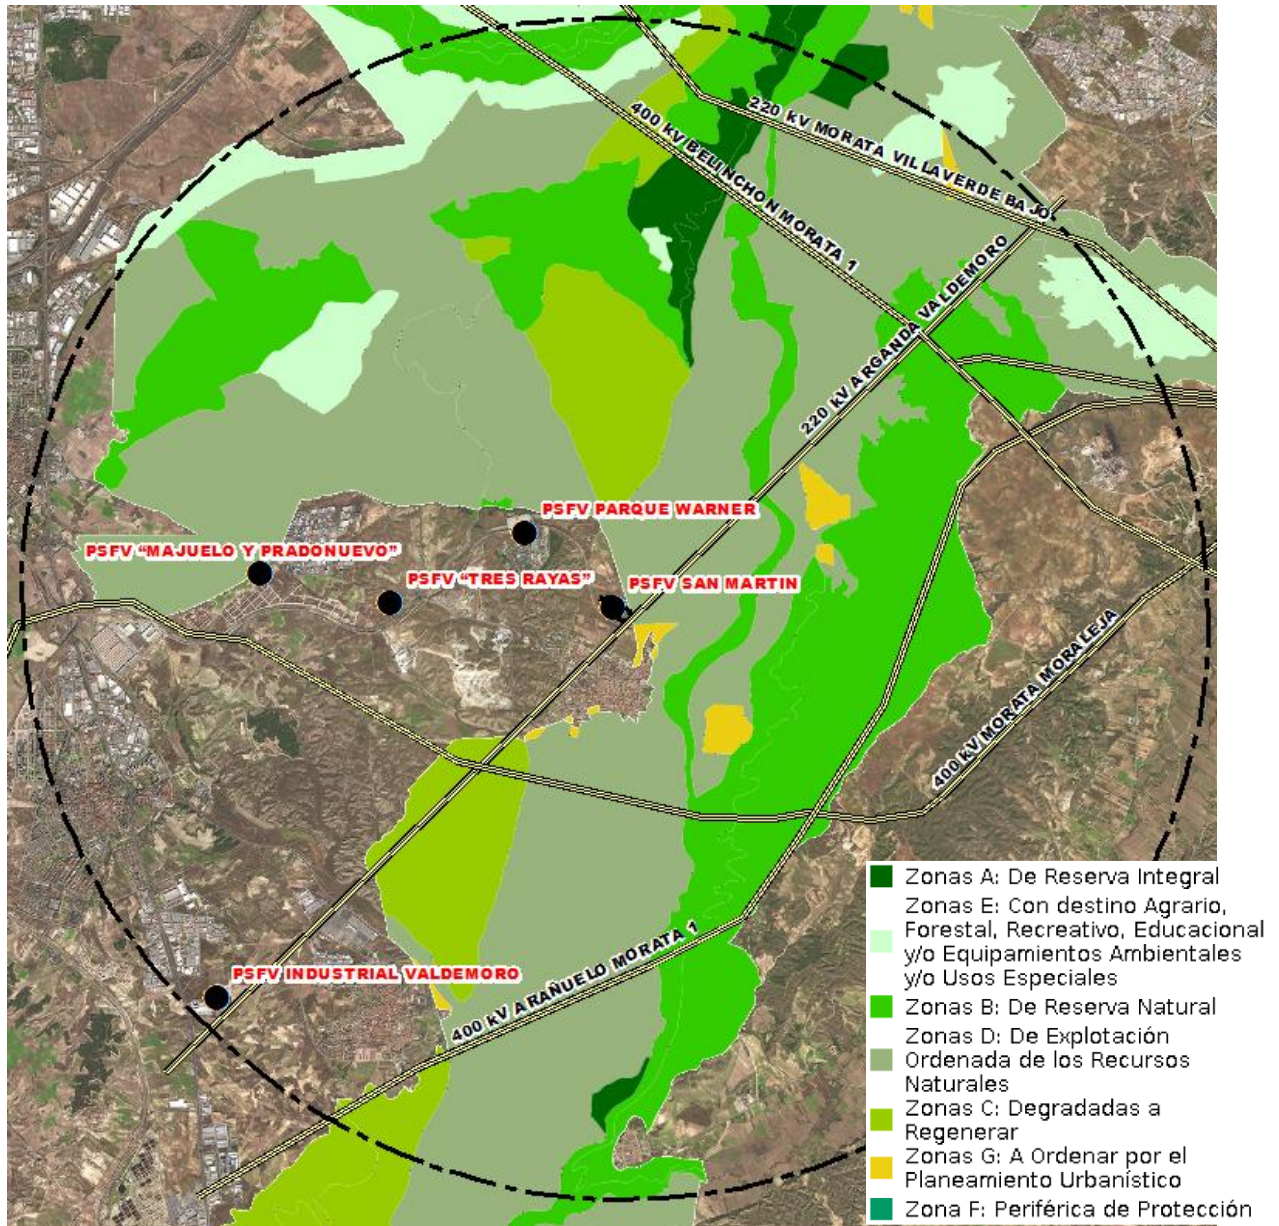 400 kV BELINCHON MORATA 1
220 kV MORATA VILLAVERDE BAJO
220 kV ARGANDA VALDEMORO
PSFV PARQUE WARNER
PSFV “MAJUELO Y PRADONUEVO”
PSFV “TRES RAYAS”
PSFV SAN MARTIN
400 kV MORATA MORALEJA
PSFV INDUSTRIAL VALDEMORO
400 kV ARAÑUELO MORATA 1
Zonas A: De Reserva Integral
Zonas E: Con destino Agrario,
Forestal, Recreativo, Educacional
y/o Equipamientos Ambientales
y/o Usos Especiales
Zonas B: De Reserva Natural
Zonas D: De Explotación
Ordenada de los Recursos
Naturales
Zonas C: Degradadas a
Regenerar
Zonas G: A Ordenar por el
Planeamiento Urbanístico
Zona F: Periférica de Protección